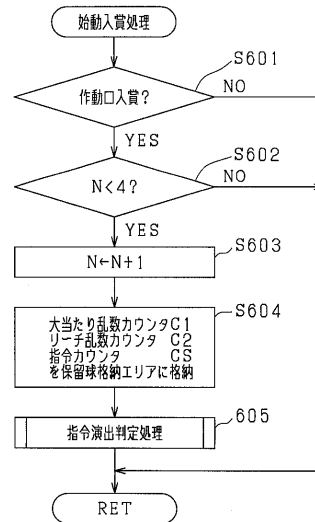 始動入賞処理
S601
作動口入賞?
NO
YES
S602
N<4?
NO
YES
S603
N←N+1
S604
大当たり乱数カウンタC1
リーチ乱数カウンタ C2
指令カウンタ CS
を保留球格納エリアに格納
605
指令演出判定処理
RET